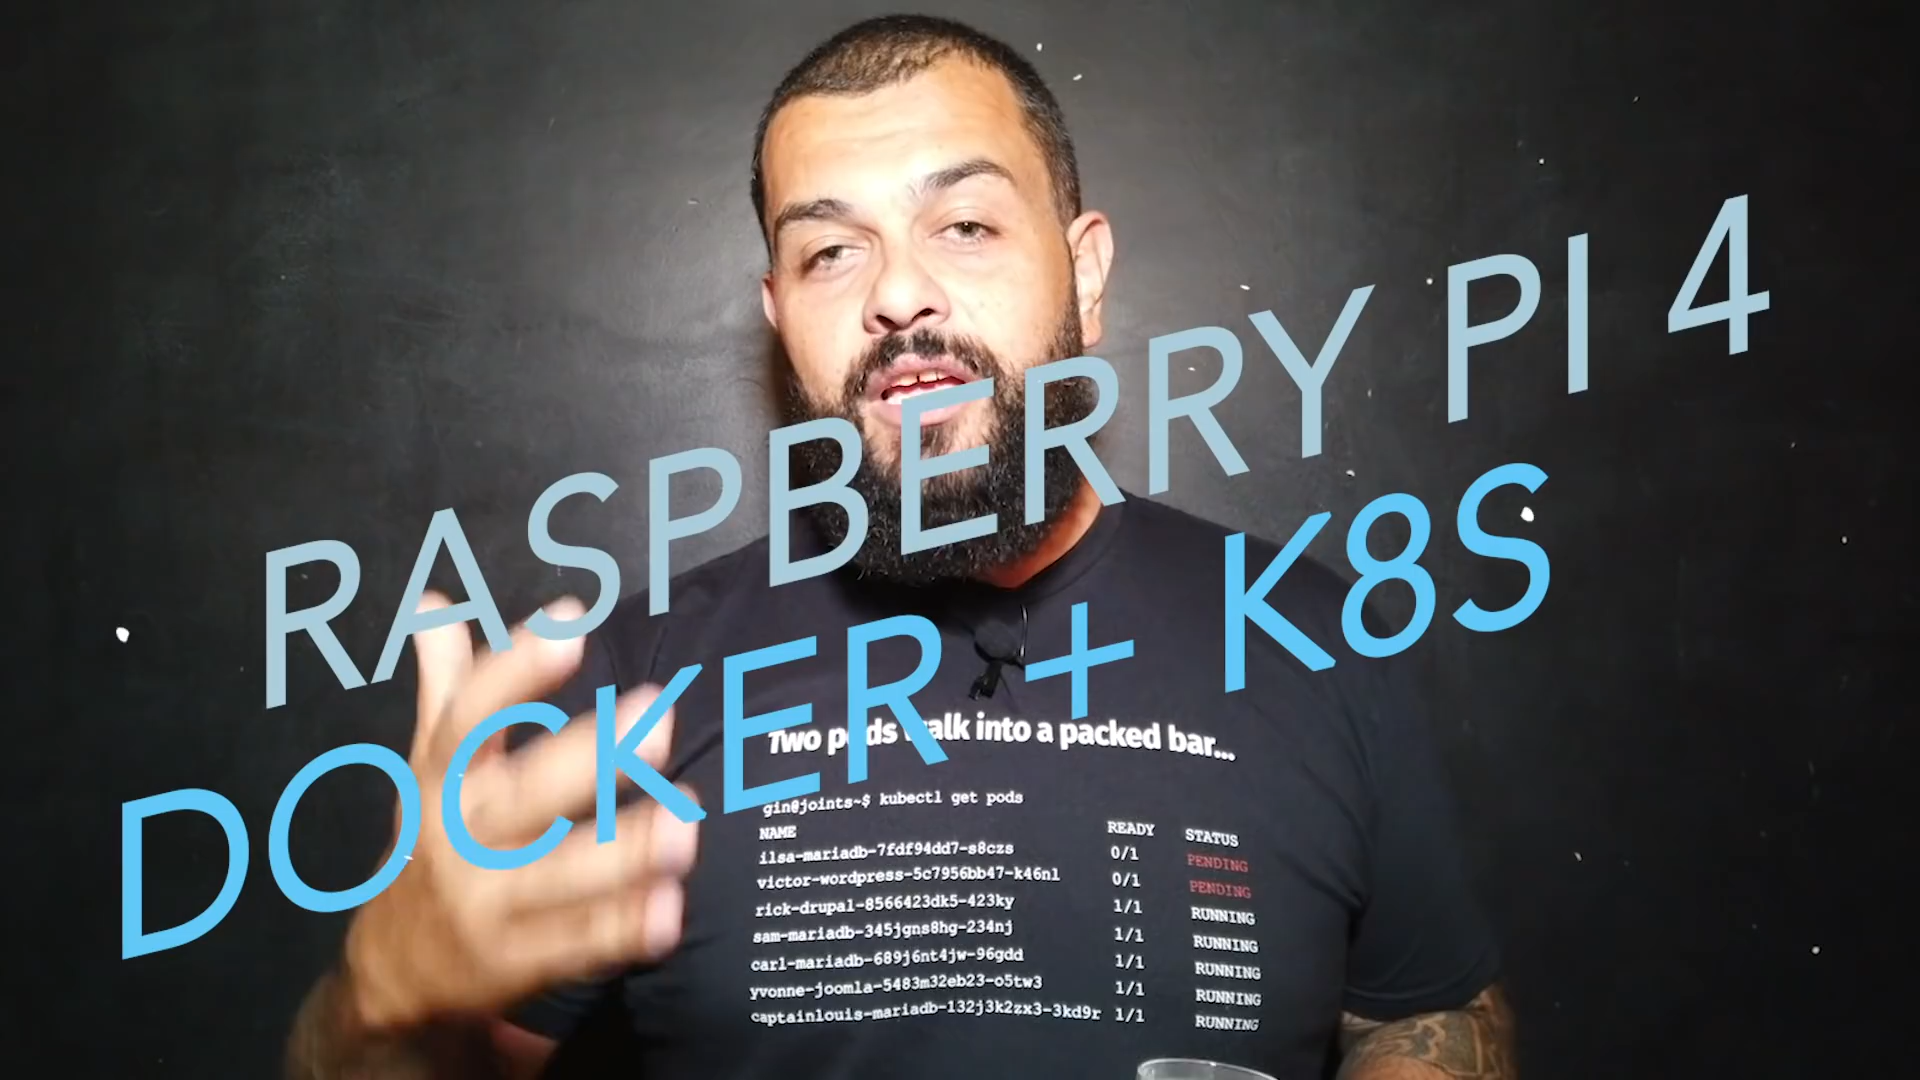 RASPBERRY PI 4
DOCKER + K8S
Two pods walk into a packed bar...
gin@joints~$ kubectl get pods
NAME READY STATUS
ilsa-mariadb-7fdf94dd7-s8czs 0/1 PENDING
victor-wordpress-5c7956bb47-k46nl 0/1 PENDING
rick-drupal-8566423dk5-423ky 1/1 RUNNING
sam-mariadb-345jgns8hg-234nj 1/1 RUNNING
carl-mariadb-689j6nt4jw-96gdd 1/1 RUNNING
yvonne-joomla-5483m32eb23-o5tw3 1/1 RUNNING
captainlouis-mariadb-132j3k2zx3-3kd9r 1/1 RUNNING